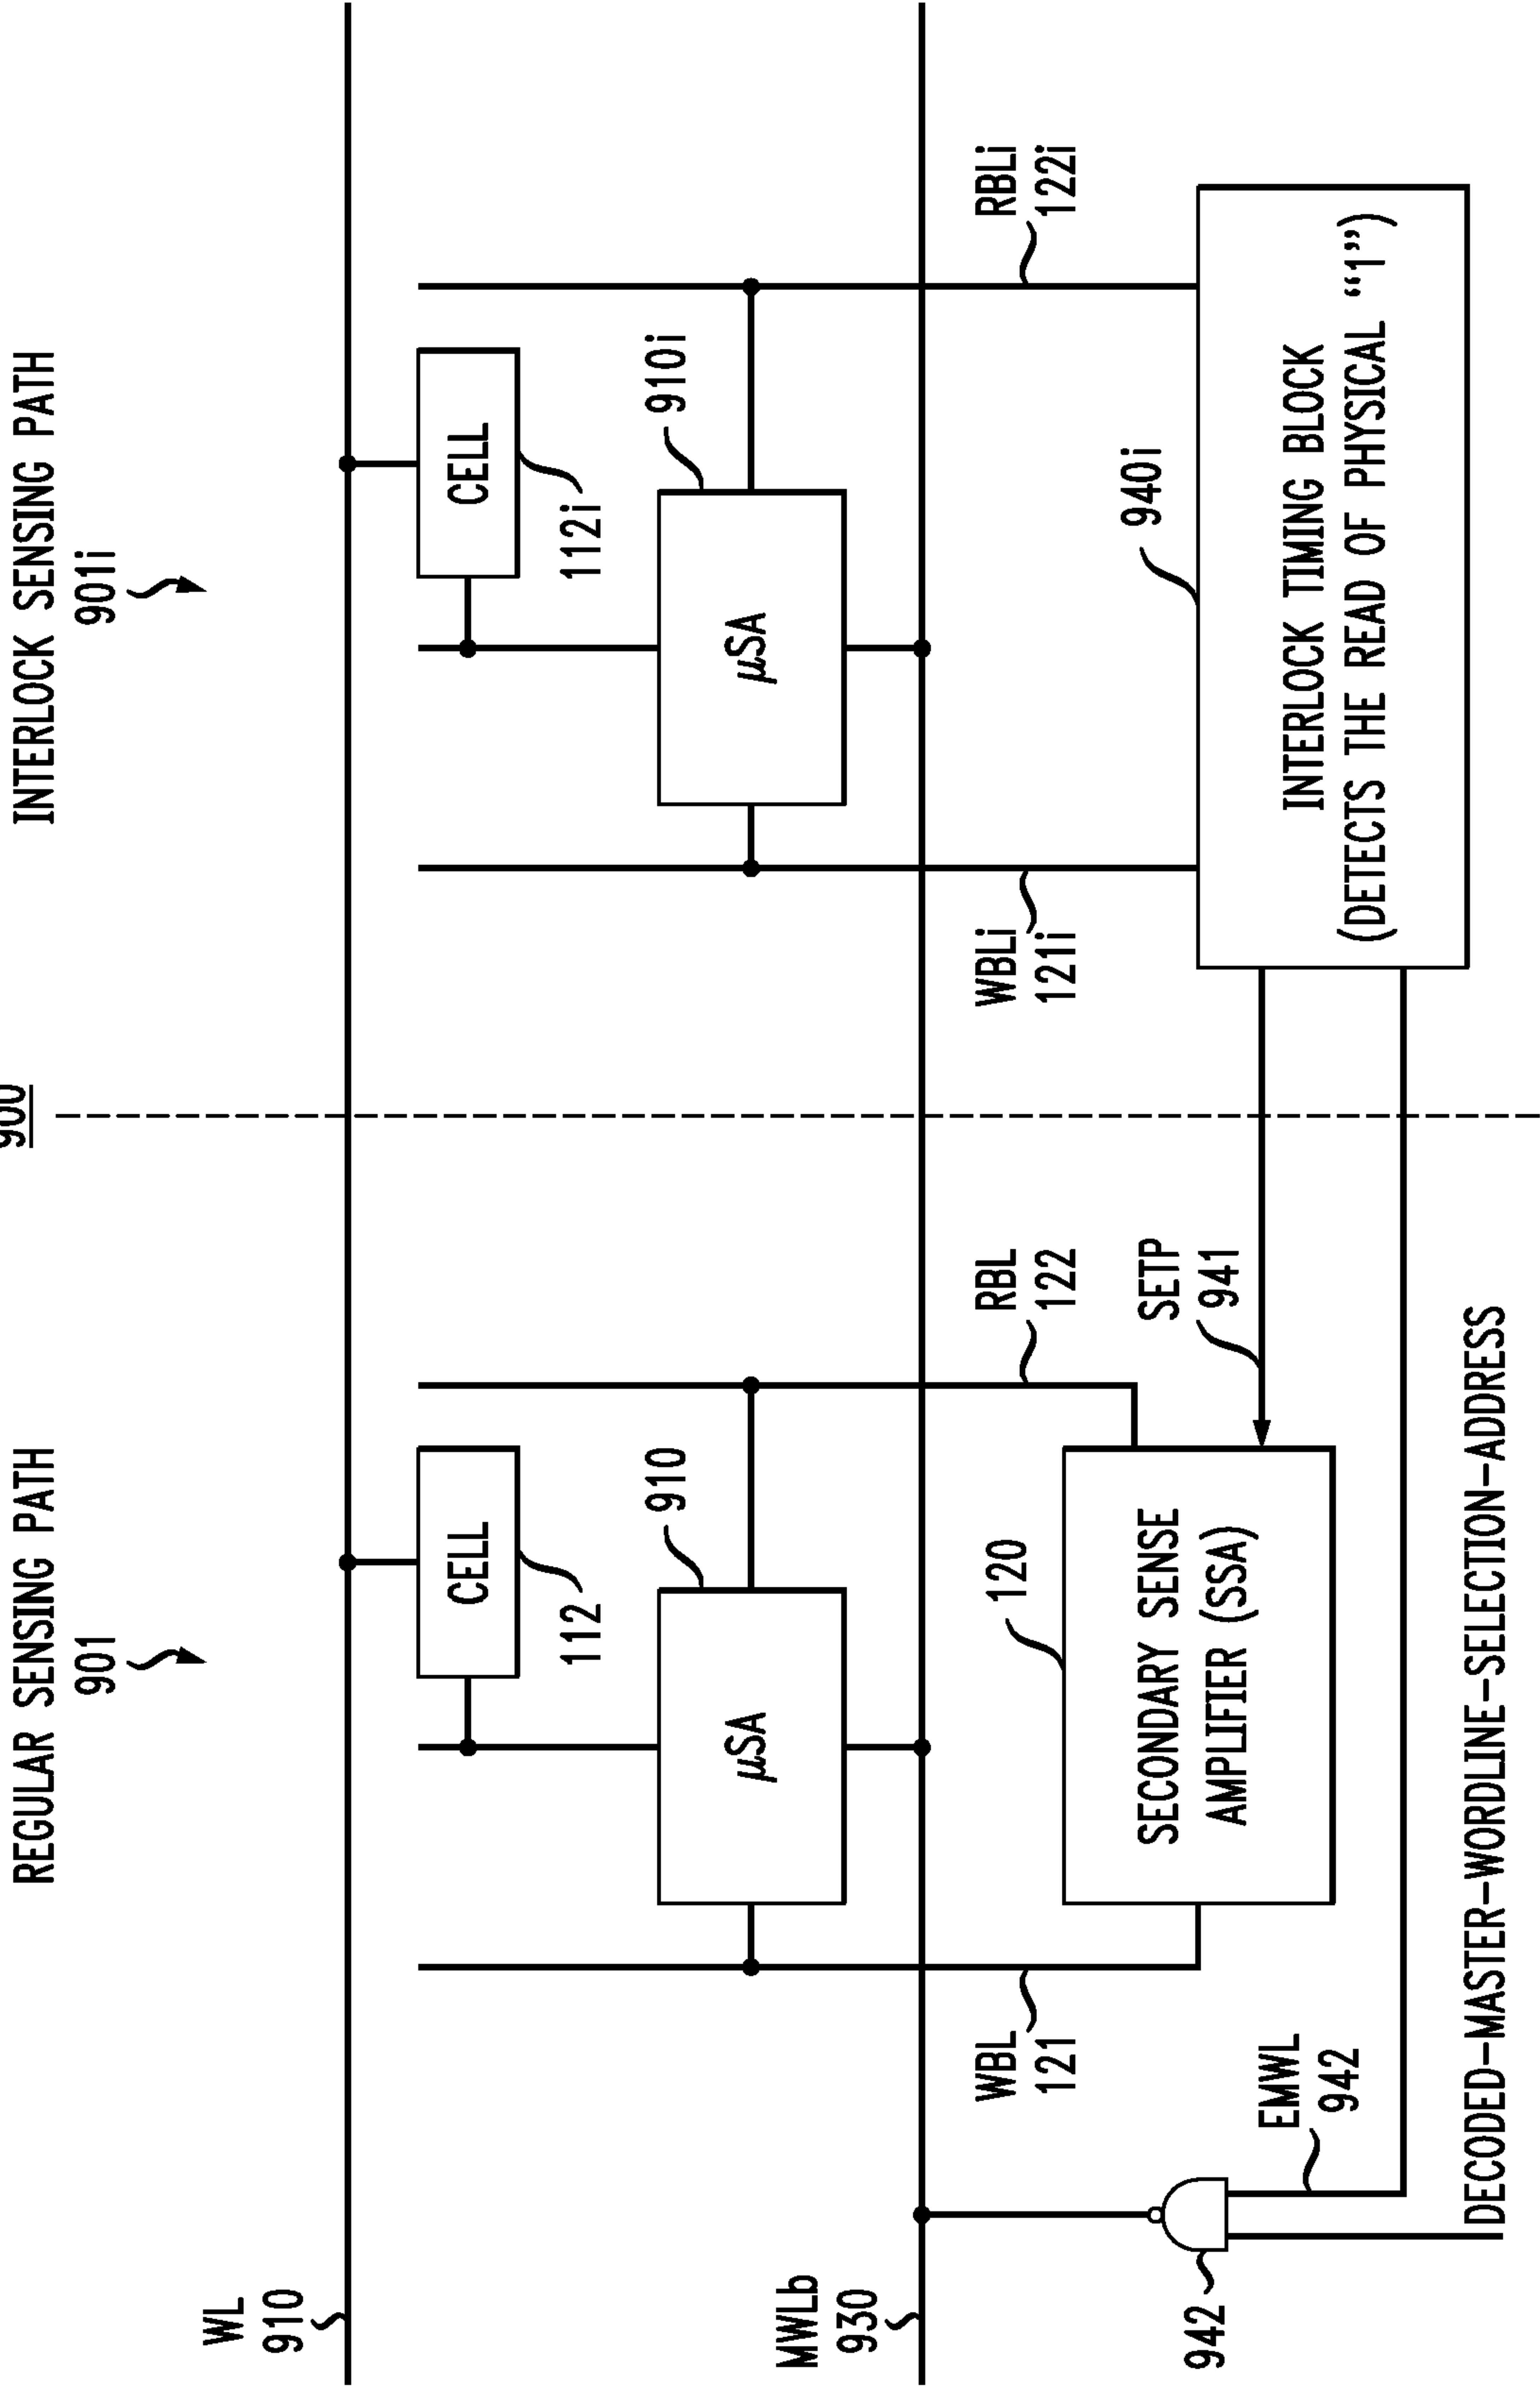 900
REGULAR SENSING PATH
901
INTERLOCK SENSING PATH
901i
WL
910
CELL
112
CELL
112i
µSA
910
µSA
910i
MWLb
930
WBL
121
RBL
122
WBLi
121i
RBLi
122i
SECONDARY SENSE
AMPLIFIER (SSA)
120
SETP
941
INTERLOCK TIMING BLOCK
(DETECTS THE READ OF PHYSICAL “1”)
940i
942
EMWL
942
DECODED-MASTER-WORDLINE-SELECTION-ADDRESS